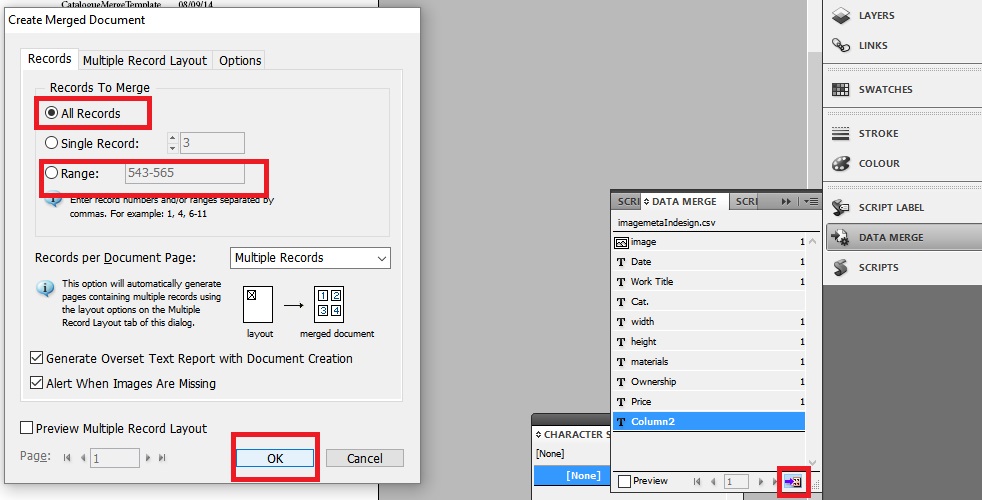 CatalogueMergeTemplate 08/09/14
Create Merged Document
Records Multiple Record Layout Options
Records To Merge
All Records
Single Record: 3
Range: 543-565
Enter record numbers and/or ranges separated by
commas. For example: 1, 4, 6-11
Records per Document Page: Multiple Records
This option will automatically generate
pages containing multiple records using
the layout options on the Multiple
Record Layout tab of this dialog.
1 2
3 4
layout merged document
Generate Overset Text Report with Document Creation
Alert When Images Are Missing
Preview Multiple Record Layout
Page: 1 OK Cancel
LAYERS
LINKS
SWATCHES
STROKE
COLOUR
SCRIPT LABEL
DATA MERGE
SCRIPTS
SCRI DATA MERGE SCRI
imagemetaIndesign.csv
image 1
T Date 1
T Work Title 1
T Cat.
T width 1
T height 1
T materials 1
T Ownership 1
T Price 1
T Column2
Preview 1
CHARACTER S
[None]
[None]